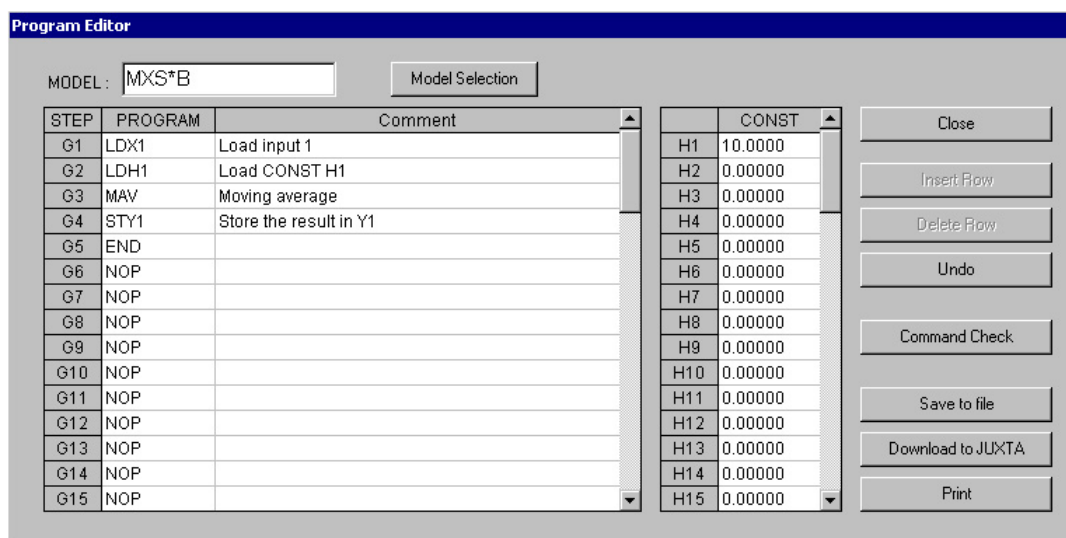 Program Editor
MODEL : MXS*B Model Selection
STEP PROGRAM Comment CONST Close
G1 LDX1 Load input 1 H1 10.0000
G2 LDH1 Load CONST H1 H2 0.00000 Insert Row
G3 MAV Moving average H3 0.00000
G4 STY1 Store the result in Y1 H4 0.00000 Delete Row
G5 END H5 0.00000
G6 NOP H6 0.00000 Undo
G7 NOP H7 0.00000
G8 NOP H8 0.00000
G9 NOP H9 0.00000 Command Check
G10 NOP H10 0.00000
G11 NOP H11 0.00000
G12 NOP H12 0.00000 Save to file
G13 NOP H13 0.00000 Download to JUXTA
G14 NOP H14 0.00000
G15 NOP H15 0.00000 Print